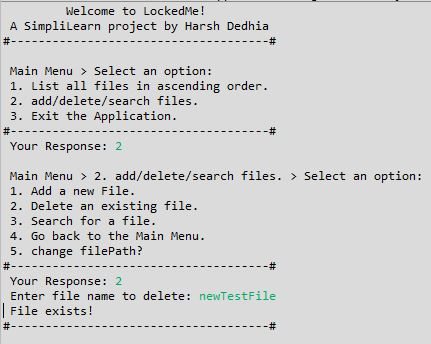 Welcome to LockedMe!
A SimpliLearn project by Harsh Dedhia
#-----------------------------------#
Main Menu > Select an option:
1. List all files in ascending order.
2. add/delete/search files.
3. Exit the Application.
#-----------------------------------#
Your Response: 2
Main Menu > 2. add/delete/search files. > Select an option:
1. Add a new File.
2. Delete an existing file.
3. Search for a file.
4. Go back to the Main Menu.
5. change filePath?
#-----------------------------------#
Your Response: 2
Enter file name to delete: newTestFile
File exists!
#-----------------------------------#